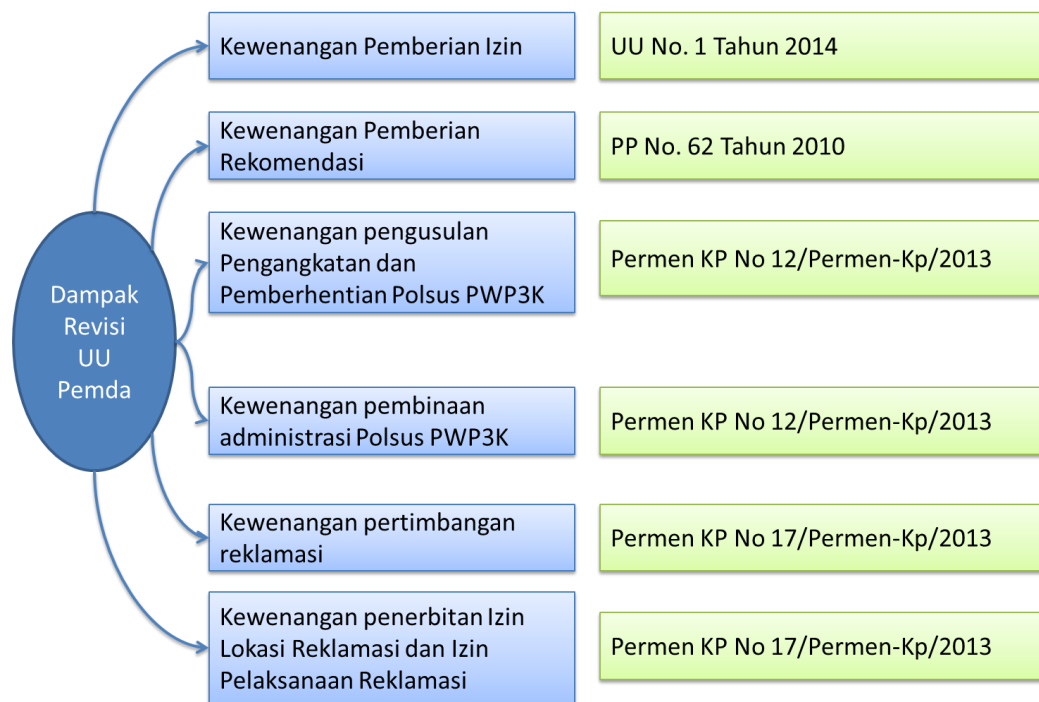 Dampak
Revisi
UU
Pemda
Kewenangan Pemberian Izin
UU No. 1 Tahun 2014
Kewenangan Pemberian
Rekomendasi
PP No. 62 Tahun 2010
Kewenangan pengusulan
Pengangkatan dan
Pemberhentian Polsus PWP3K
Permen KP No 12/Permen-Kp/2013
Kewenangan pembinaan
administrasi Polsus PWP3K
Permen KP No 12/Permen-Kp/2013
Kewenangan pertimbangan
reklamasi
Permen KP No 17/Permen-Kp/2013
Kewenangan penerbitan Izin
Lokasi Reklamasi dan Izin
Pelaksanaan Reklamasi
Permen KP No 17/Permen-Kp/2013